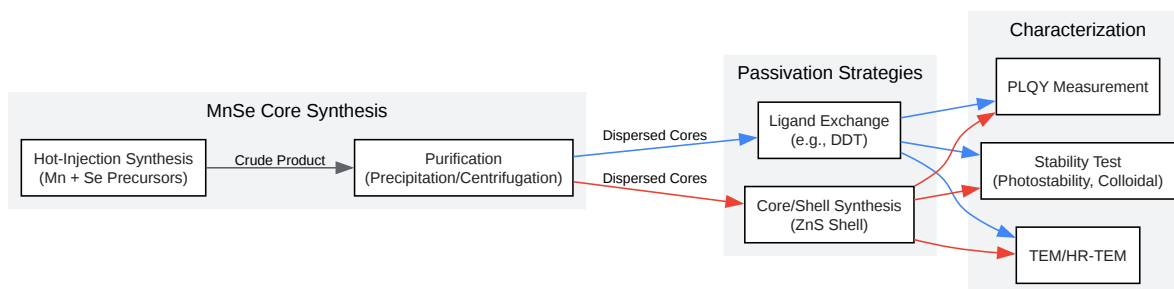 MnSe Core Synthesis
Hot-Injection Synthesis
(Mn + Se Precursors)
Crude Product
Purification
(Precipitation/Centrifugation)
Dispersed Cores
Dispersed Cores
Passivation Strategies
Ligand Exchange
(e.g., DDT)
Core/Shell Synthesis
(ZnS Shell)
Characterization
PLQY Measurement
Stability Test
(Photostability, Colloidal)
TEM/HR-TEM